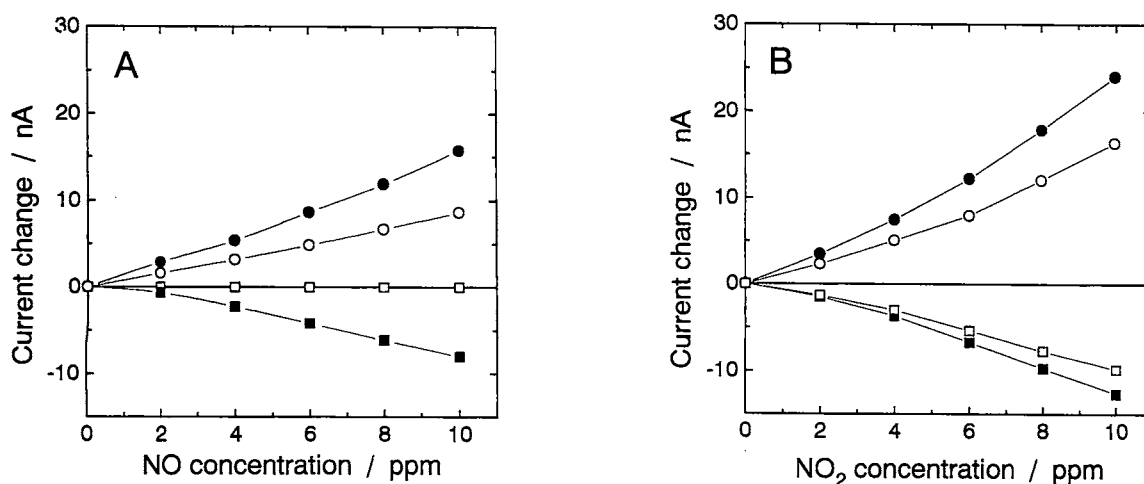 30
20
10
0
-10
A
Current change / nA
0 2 4 6 8 10
NO concentration / ppm
30
20
10
0
-10
B
Current change / nA
0 2 4 6 8 10
NO₂ concentration / ppm